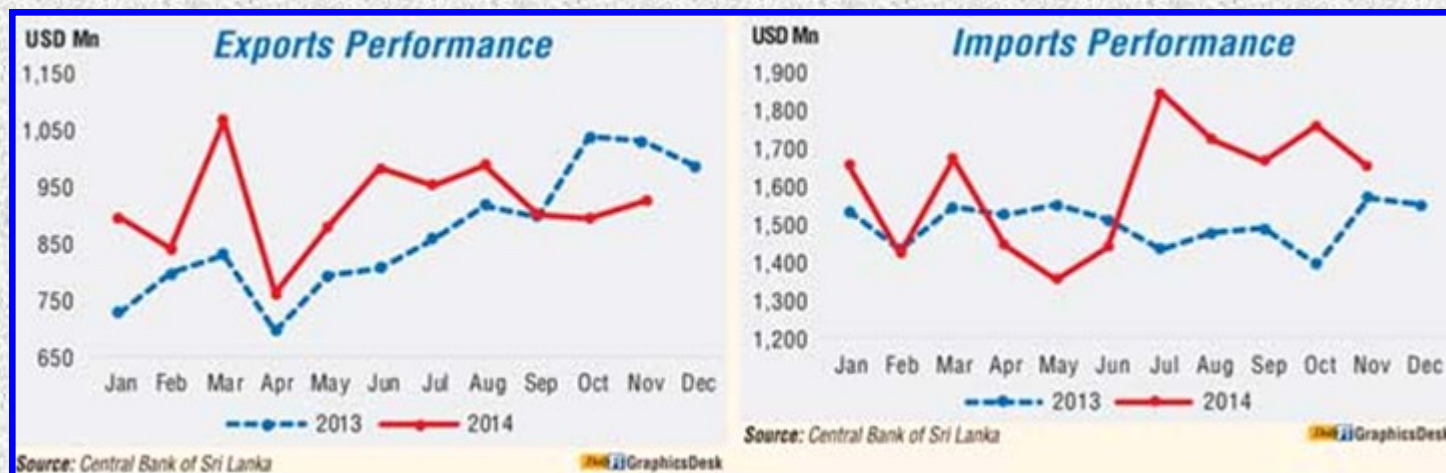 USD Mn
Exports Performance
1,150
1,050
950
850
750
650
Jan Feb Mar Apr May Jun Jul Aug Sep Oct Nov Dec
2013 2014
Source: Central Bank of Sri Lanka
GraphicsDesk
USD Mn
Imports Performance
1,900
1,800
1,700
1,600
1,500
1,400
1,300
1,200
Jan Feb Mar Apr May Jun Jul Aug Sep Oct Nov Dec
2013 2014
Source: Central Bank of Sri Lanka
GraphicsDesk